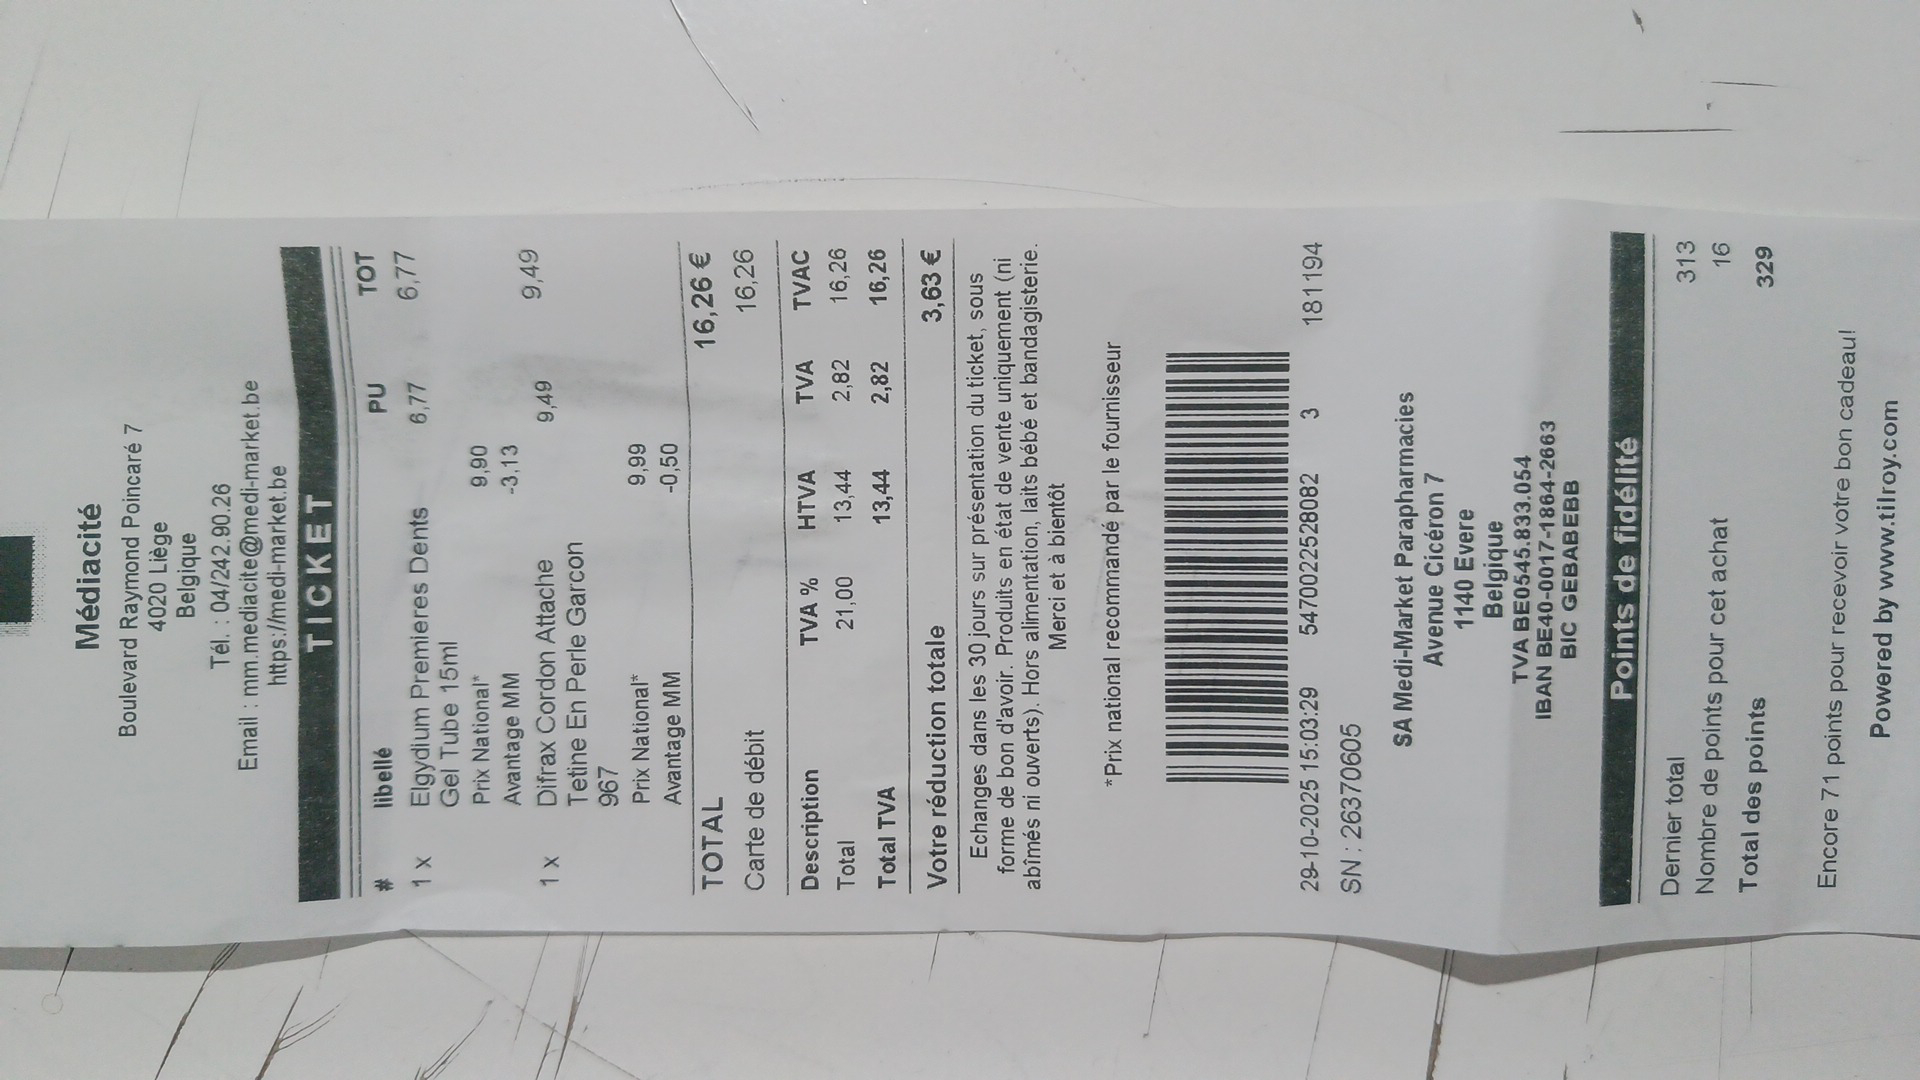 Médiacité
Boulevard Raymond Poincaré 7
4020 Liège
Belgique
Tél. : 04/242.90.26
Email : mm.mediacite@medi-market.be
https://medi-market.be
TICKET
# libellé PU TOT
1 x Elgydium Premieres Dents 6,77 6,77
Gel Tube 15ml
Prix National* 9,90
Avantage MM -3,13
1 x Difrax Cordon Attache 9,49 9,49
Tetine En Perle Garcon
967
Prix National* 9,99
Avantage MM -0,50
TOTAL 16,26 €
Carte de débit 16,26
Description TVA % HTVA TVA TVAC
Total 21,00 13,44 2,82 16,26
Total TVA 13,44 2,82 16,26
Votre réduction totale 3,63 €
Echanges dans les 30 jours sur présentation du ticket, sous
forme de bon d'avoir. Produits en état de vente uniquement (ni
abîmés ni ouverts). Hors alimentation, laits bébé et bandagisterie.
Merci et à bientôt
*Prix national recommandé par le fournisseur
29-10-2025 15:03:29 5470022528082 3 181194
SN : 26370605
SA Medi-Market Parapharmacies
Avenue Cicéron 7
1140 Evere
Belgique
TVA BE0545.833.054
IBAN BE40-0017-1864-2663
BIC GEBABEBB
Points de fidélité
Dernier total 313
Nombre de points pour cet achat 16
Total des points 329
Encore 71 points pour recevoir votre bon cadeau!
Powered by www.tilroy.com